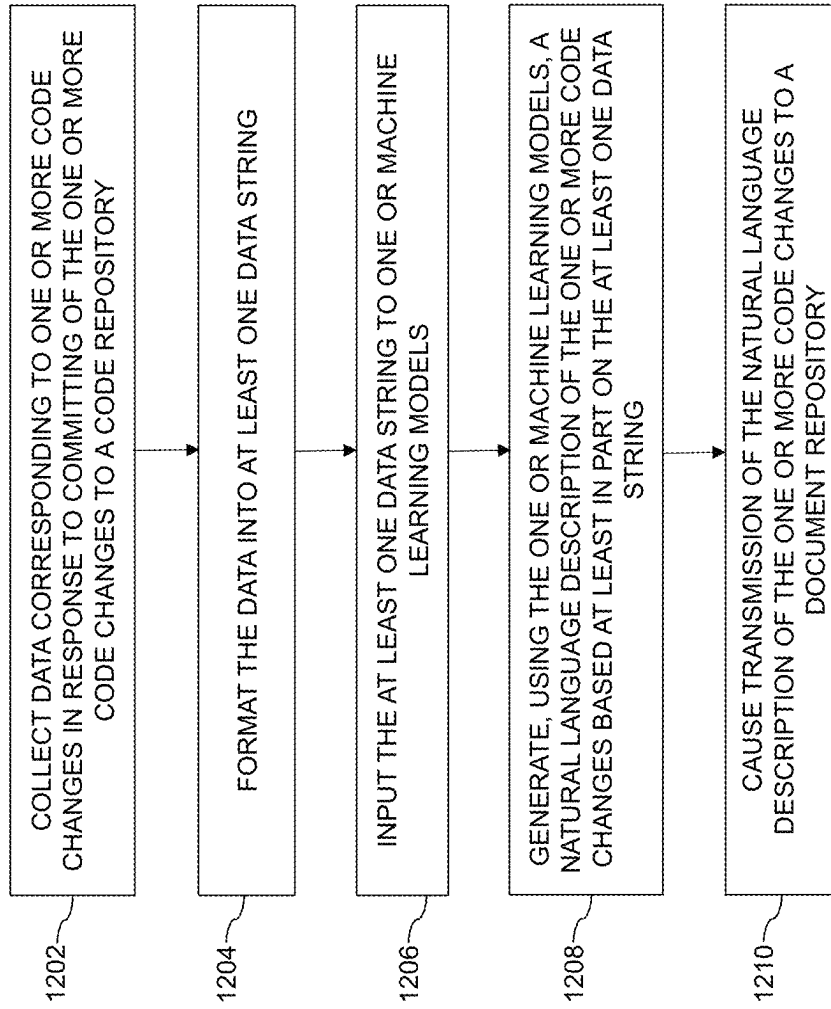 1202
COLLECT DATA CORRESPONDING TO ONE OR MORE CODE
CHANGES IN RESPONSE TO COMMITTING OF THE ONE OR MORE
CODE CHANGES TO A CODE REPOSITORY
1204
FORMAT THE DATA INTO AT LEAST ONE DATA STRING
1206
INPUT THE AT LEAST ONE DATA STRING TO ONE OR MACHINE
LEARNING MODELS
1208
GENERATE, USING THE ONE OR MACHINE LEARNING MODELS, A
NATURAL LANGUAGE DESCRIPTION OF THE ONE OR MORE CODE
CHANGES BASED AT LEAST IN PART ON THE AT LEAST ONE DATA
STRING
1210
CAUSE TRANSMISSION OF THE NATURAL LANGUAGE
DESCRIPTION OF THE ONE OR MORE CODE CHANGES TO A
DOCUMENT REPOSITORY